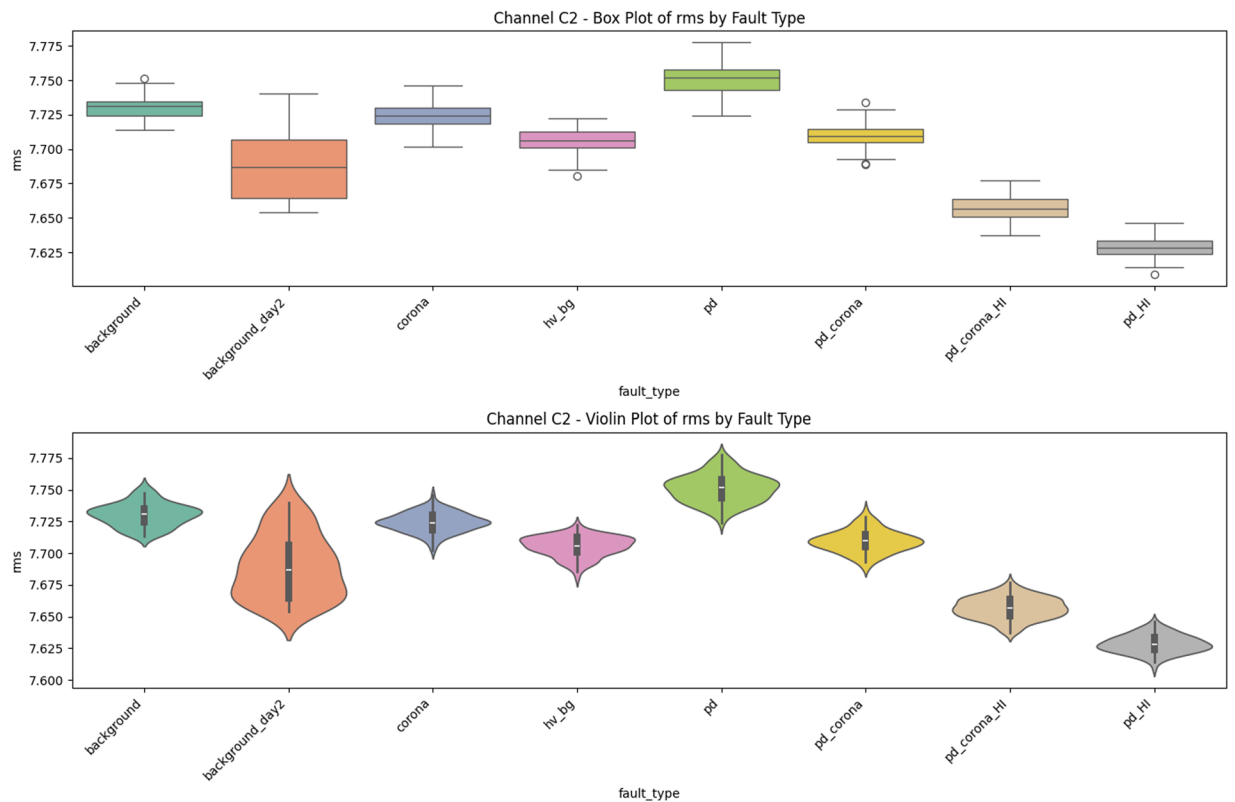 Channel C2 - Box Plot of rms by Fault Type
7.775
7.750
7.725
7.700
7.675
7.650
7.625
rms
background
background_day2
corona
hv_bg
pd
pd_corona
pd_corona_HI
pd_HI
fault_type
Channel C2 - Violin Plot of rms by Fault Type
7.775
7.750
7.725
7.700
7.675
7.650
7.625
7.600
rms
background
background_day2
corona
hv_bg
pd
pd_corona
pd_corona_HI
pd_HI
fault_type